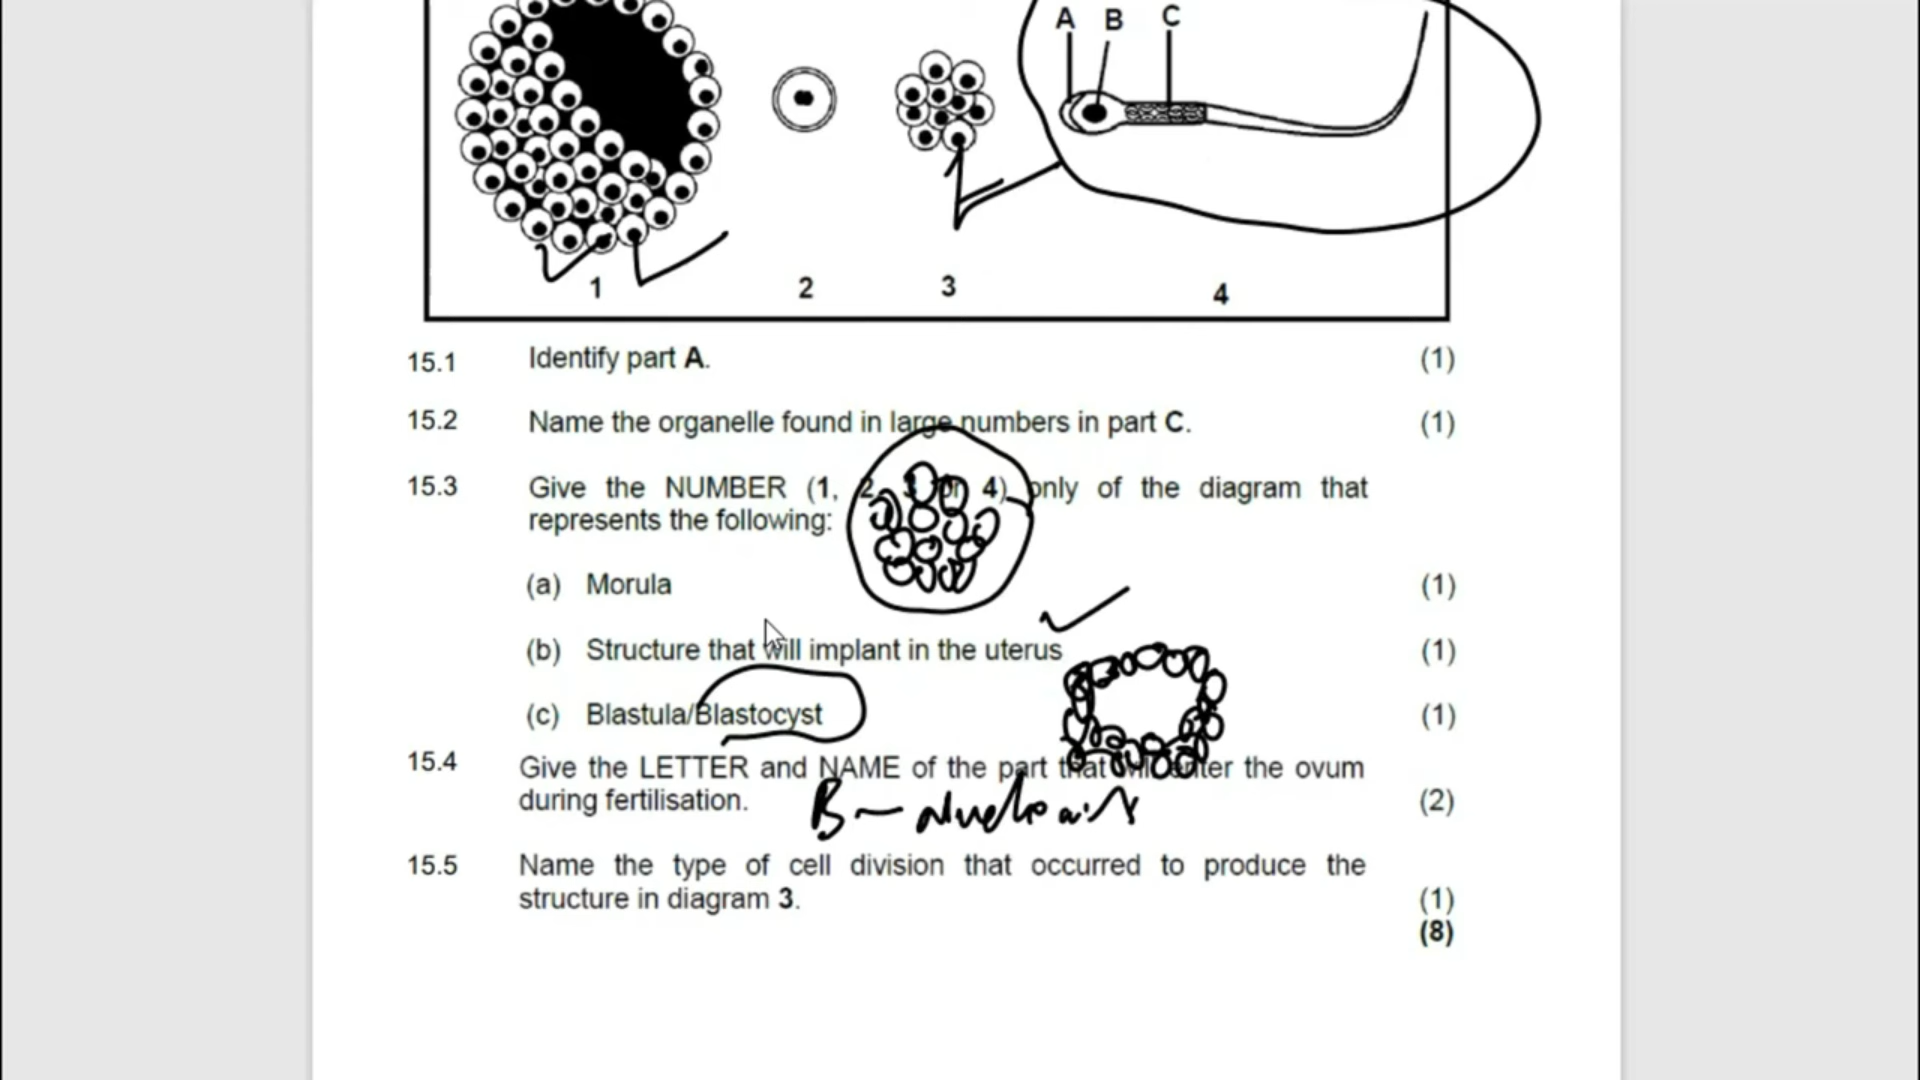 A B C
1 2 3 4
15.1 Identify part A. (1)
15.2 Name the organelle found in large numbers in part C. (1)
15.3 Give the NUMBER (1, 2, 3 or 4) only of the diagram that
represents the following:
(a) Morula (1)
(b) Structure that will implant in the uterus (1)
(c) Blastula/Blastocyst (1)
15.4 Give the LETTER and NAME of the part that will enter the ovum
during fertilisation. (2)
B –
15.5 Name the type of cell division that occurred to produce the
structure in diagram 3. (1)
(8)